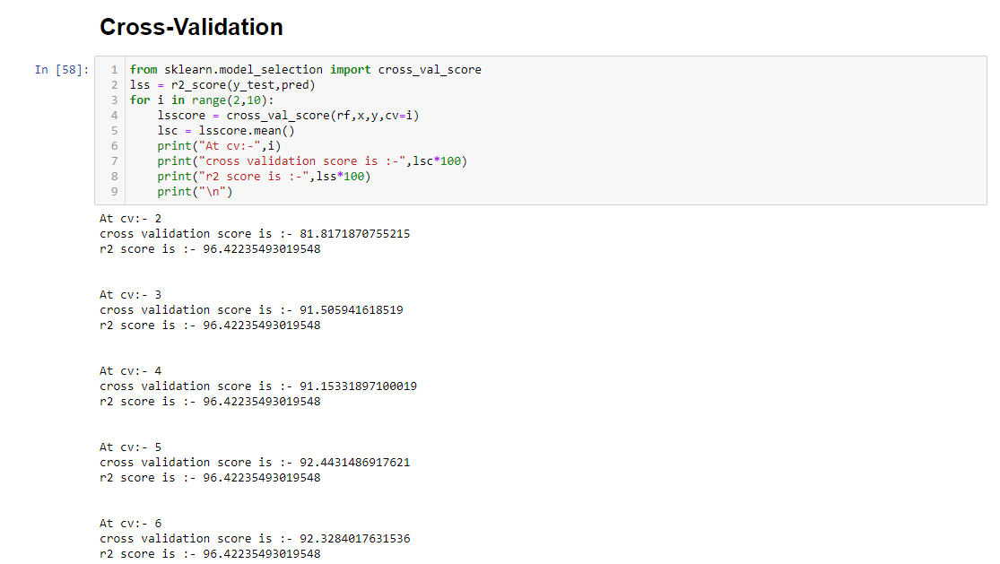 Cross-Validation
In [58]:
1 from sklearn.model_selection import cross_val_score
2 lss = r2_score(y_test,pred)
3 for i in range(2,10):
4     lsscore = cross_val_score(rf,x,y,cv=i)
5     lsc = lsscore.mean()
6     print("At cv:-",i)
7     print("cross validation score is :-",lsc*100)
8     print("r2 score is :-",lss*100)
9     print("\n")
At cv:- 2
cross validation score is :- 81.8171870755215
r2 score is :- 96.42235493019548
At cv:- 3
cross validation score is :- 91.505941618519
r2 score is :- 96.42235493019548
At cv:- 4
cross validation score is :- 91.15331897100019
r2 score is :- 96.42235493019548
At cv:- 5
cross validation score is :- 92.4431486917621
r2 score is :- 96.42235493019548
At cv:- 6
cross validation score is :- 92.3284017631536
r2 score is :- 96.42235493019548